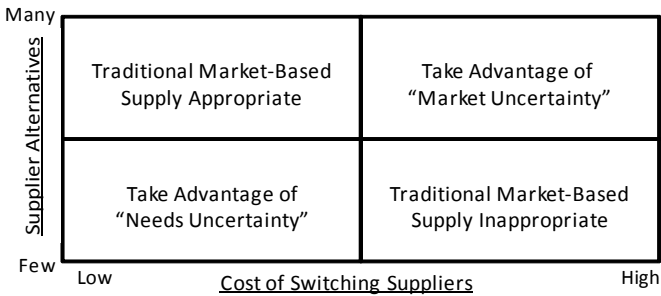 Many
Supplier Alternatives
Traditional Market-Based
Supply Appropriate
Take Advantage of
“Market Uncertainty”
Take Advantage of
“Needs Uncertainty”
Traditional Market-Based
Supply Inappropriate
Few
Low
Cost of Switching Suppliers
High